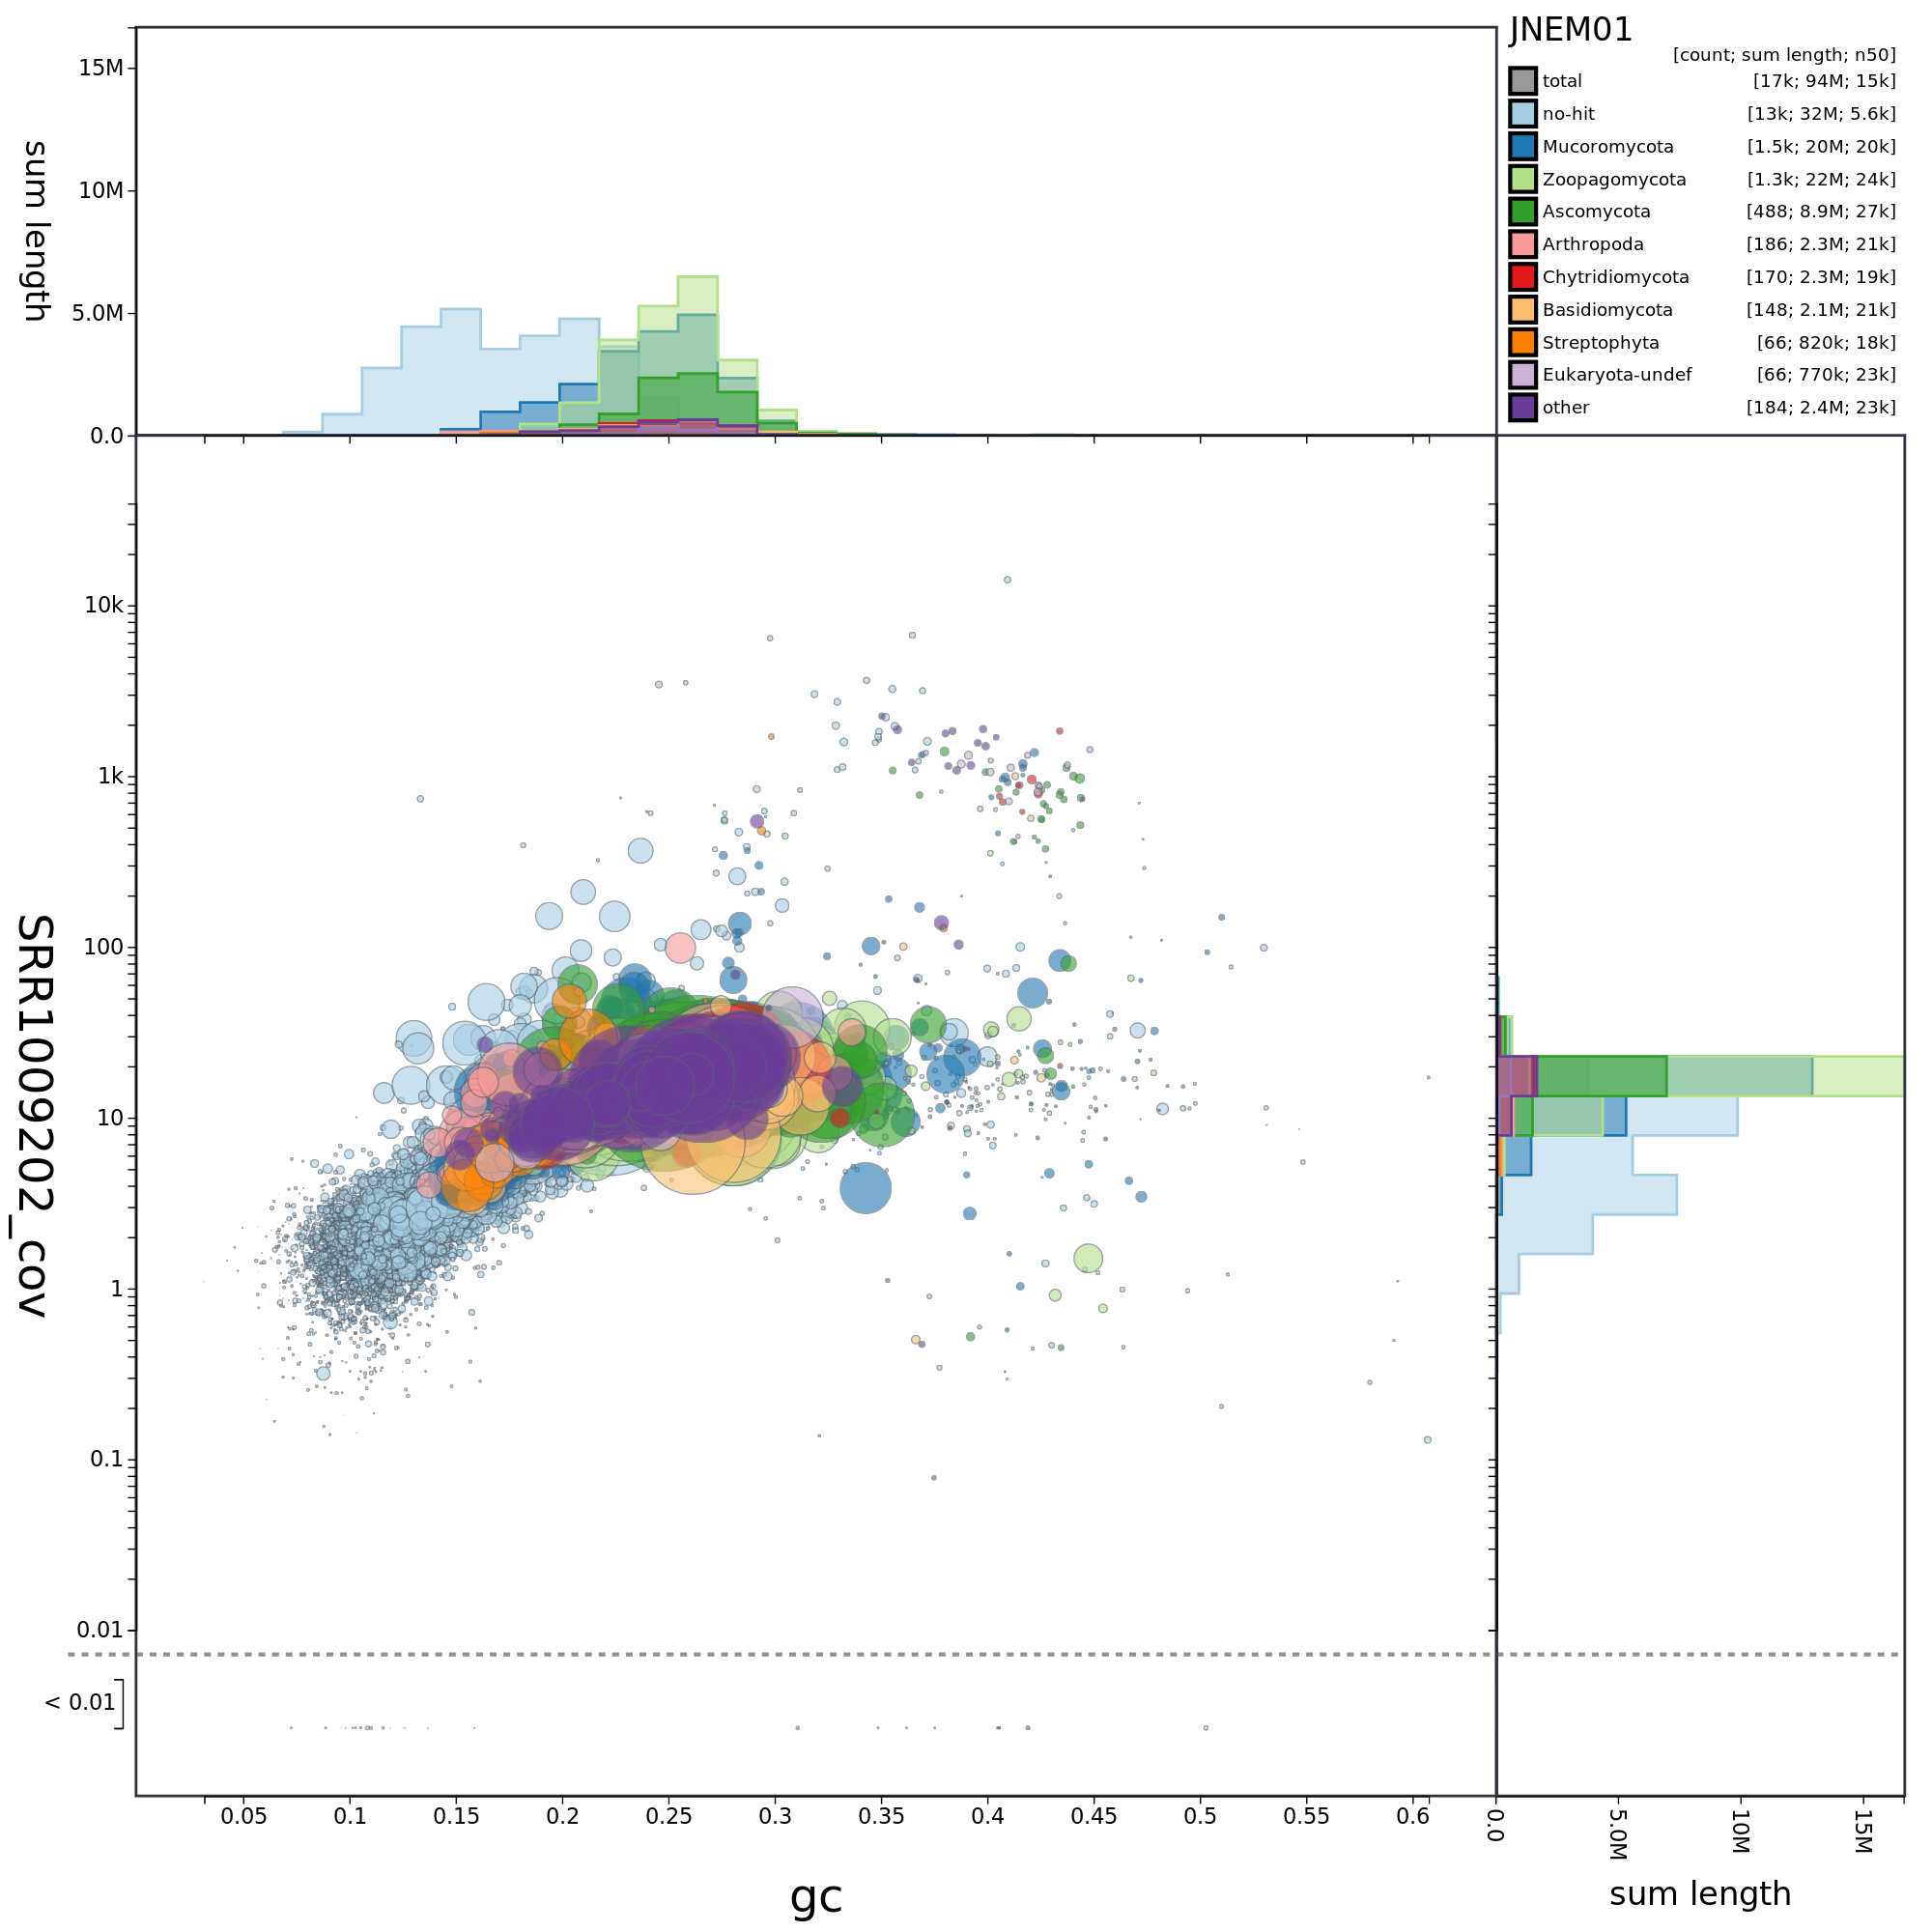 JNEM01
[count; sum length; n50]
total [17k; 94M; 15k]
no-hit [13k; 32M; 5.6k]
Mucoromycota [1.5k; 20M; 20k]
Zoopagomycota [1.3k; 22M; 24k]
Ascomycota [488; 8.9M; 27k]
Arthropoda [186; 2.3M; 21k]
Chytridiomycota [170; 2.3M; 19k]
Basidiomycota [148; 2.1M; 21k]
Streptophyta [66; 820k; 18k]
Eukaryota-undef [66; 770k; 23k]
other [184; 2.4M; 23k]
sum length
15M
10M
5.0M
0.0
SRR1009202_cov
10k
1k
100
10
1
0.1
0.01
< 0.01
0.05 0.1 0.15 0.2 0.25 0.3 0.35 0.4 0.45 0.5 0.55 0.6
gc
0.0 5.0M 10M 15M
sum length